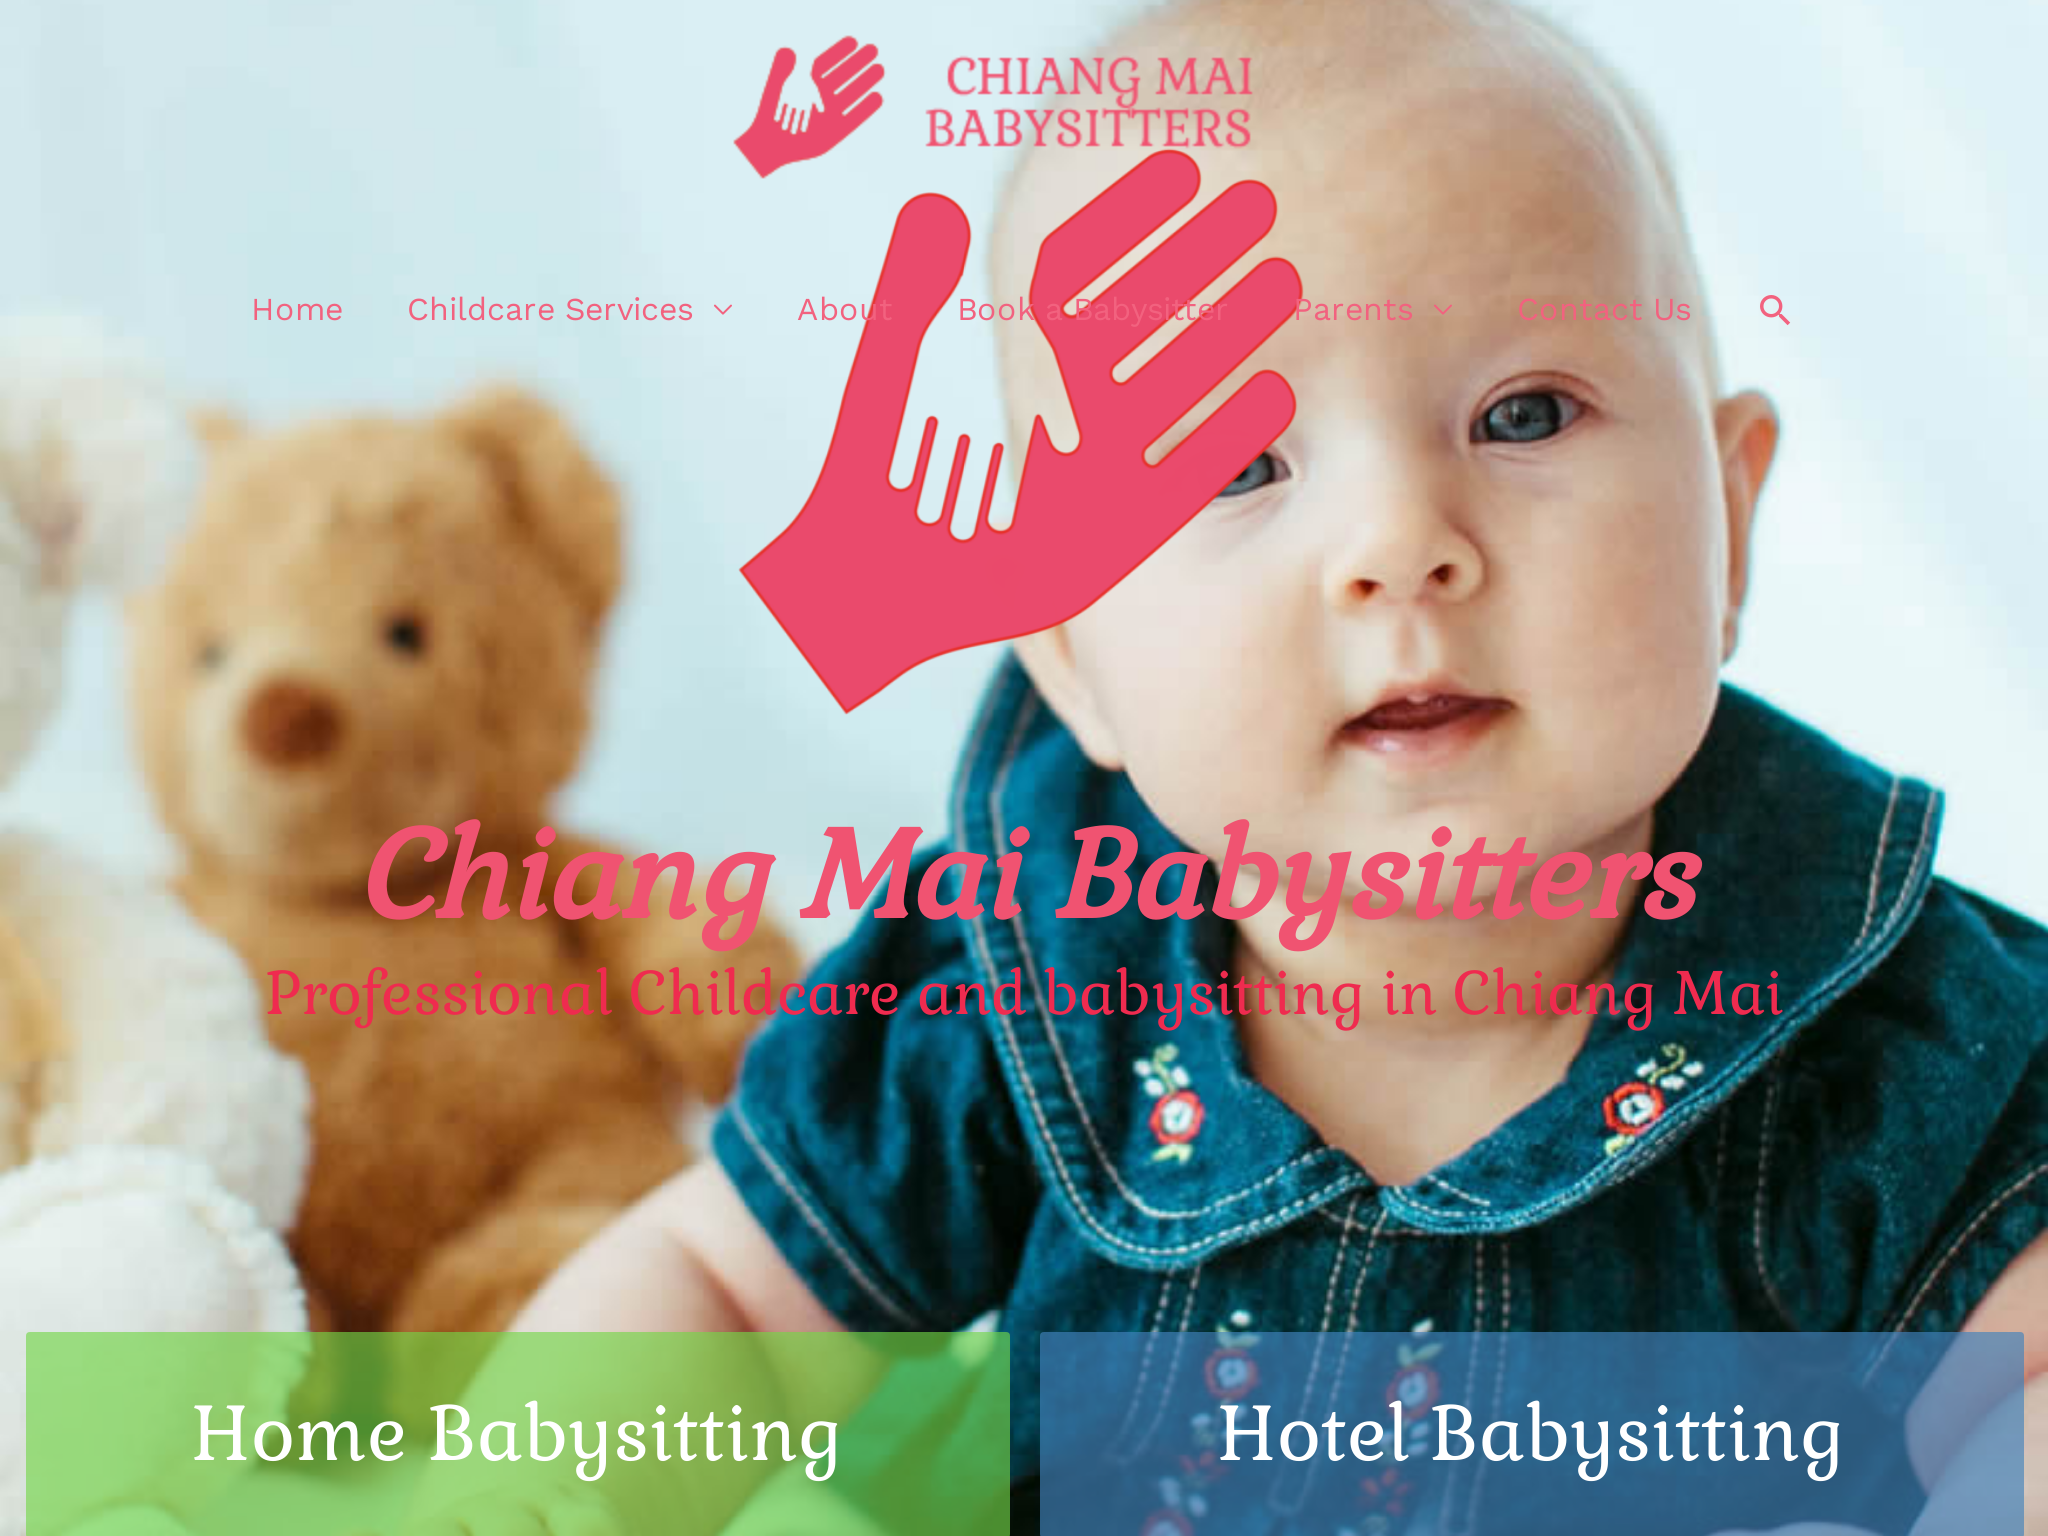 CHIANG MAI
BABYSITTERS
Home Childcare Services About Book a Babysitter Parents Contact Us
Chiang Mai Babysitters
Professional Childcare and babysitting in Chiang Mai
Home Babysitting
Hotel Babysitting